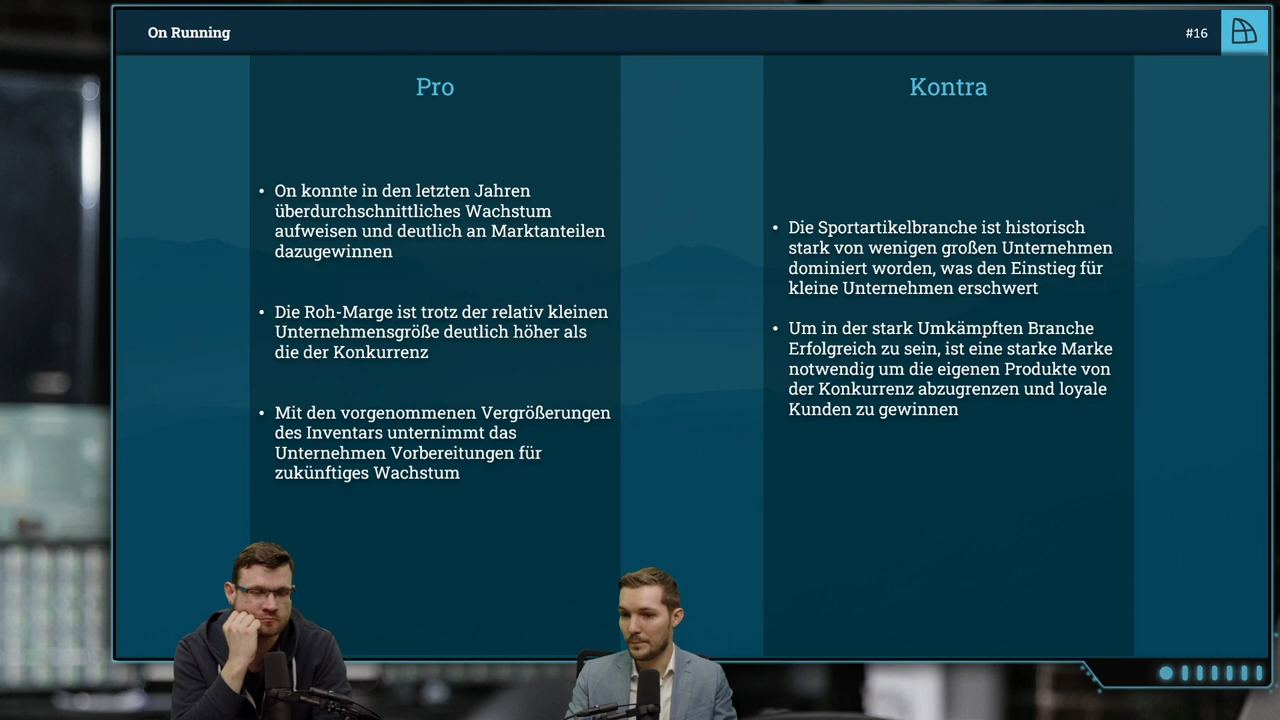 On Running
#16
Pro
On konnte in den letzten Jahren
überdurchschnittliches Wachstum
aufweisen und deutlich an Marktanteilen
dazugewinnen
Die Roh-Marge ist trotz der relativ kleinen
Unternehmensgröße deutlich höher als
die der Konkurrenz
Mit den vorgenommenen Vergrößerungen
des Inventars unternimmt das
Unternehmen Vorbereitungen für
zukünftiges Wachstum
Kontra
Die Sportartikelbranche ist historisch
stark von wenigen großen Unternehmen
dominiert worden, was den Einstieg für
kleine Unternehmen erschwert
Um in der stark Umkämpften Branche
Erfolgreich zu sein, ist eine starke Marke
notwendig um die eigenen Produkte von
der Konkurrenz abzugrenzen und loyale
Kunden zu gewinnen